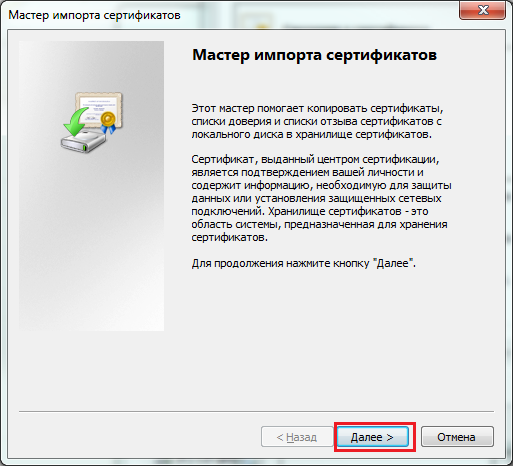 Мастер импорта сертификатов
Мастер импорта сертификатов
Этот мастер помогает копировать сертификаты,
списки доверия и списки отзыва сертификатов с
локального диска в хранилище сертификатов.
Сертификат, выданный центром сертификации,
является подтверждением вашей личности и
содержит информацию, необходимую для защиты
данных или установления защищенных сетевых
подключений. Хранилище сертификатов - это
область системы, предназначенная для хранения
сертификатов.
Для продолжения нажмите кнопку "Далее".
< Назад
Далее >
Отмена